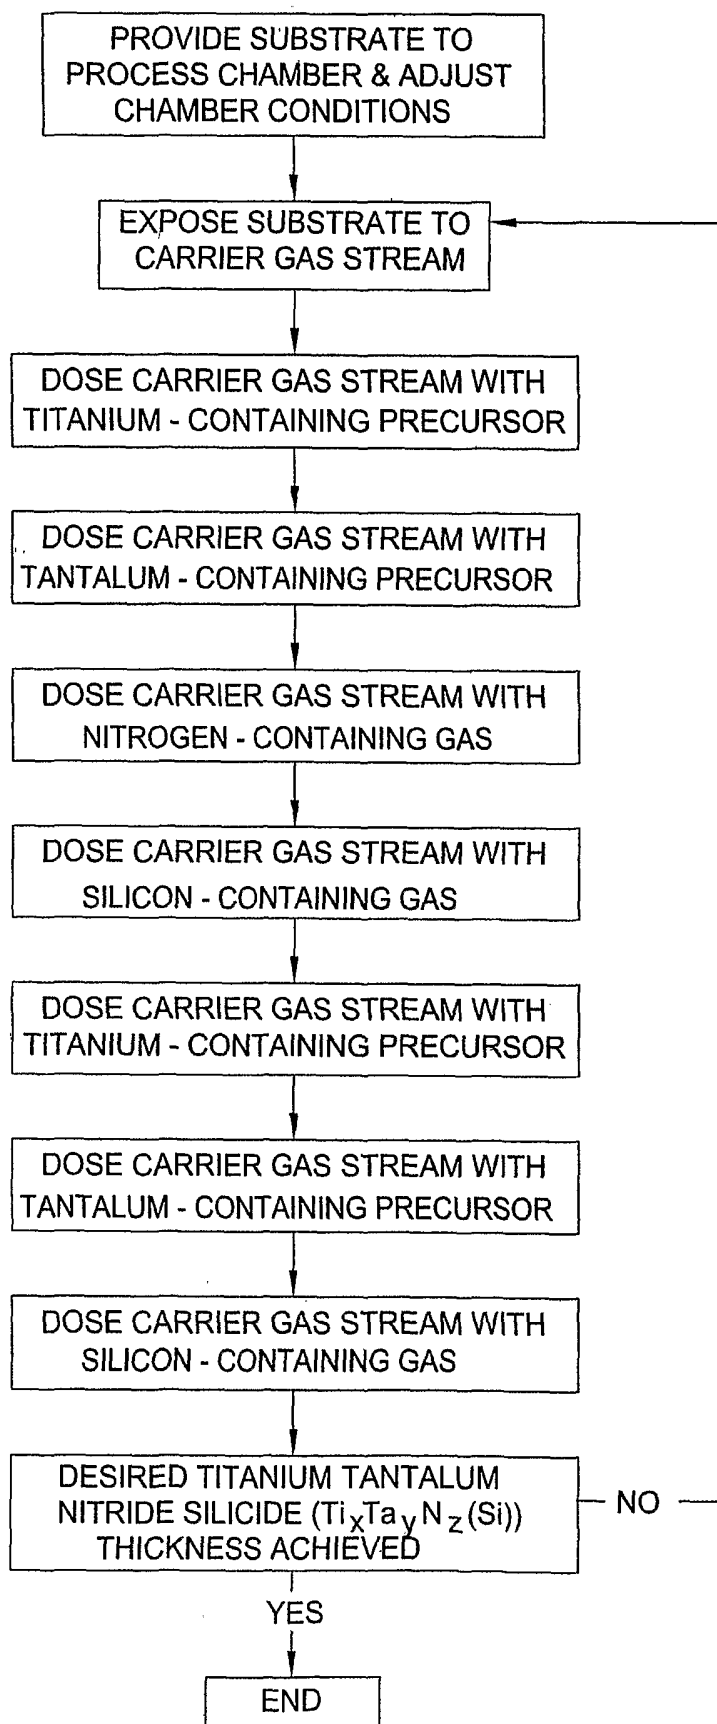 PROVIDE SUBSTRATE TO
PROCESS CHAMBER & ADJUST
CHAMBER CONDITIONS
EXPOSE SUBSTRATE TO
CARRIER GAS STREAM
DOSE CARRIER GAS STREAM WITH
TITANIUM - CONTAINING PRECURSOR
DOSE CARRIER GAS STREAM WITH
TANTALUM - CONTAINING PRECURSOR
DOSE CARRIER GAS STREAM WITH
NITROGEN - CONTAINING GAS
DOSE CARRIER GAS STREAM WITH
SILICON - CONTAINING GAS
DOSE CARRIER GAS STREAM WITH
TITANIUM - CONTAINING PRECURSOR
DOSE CARRIER GAS STREAM WITH
TANTALUM - CONTAINING PRECURSOR
DOSE CARRIER GAS STREAM WITH
SILICON - CONTAINING GAS
DESIRED TITANIUM TANTALUM
NITRIDE SILICIDE (TixTayNz(Si))
THICKNESS ACHIEVED
NO
YES
END